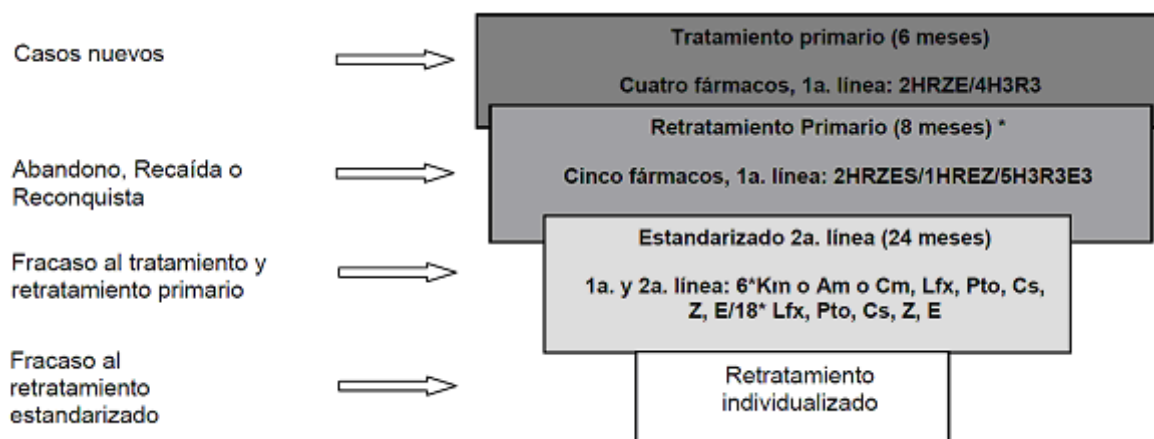 Casos nuevos
Tratamiento primario (6 meses)
Cuatro fármacos, 1a. línea: 2HRZE/4H3R3
Abandono, Recaída o
Reconquista
Retratamiento Primario (8 meses) *
Cinco fármacos, 1a. línea: 2HRZES/1HREZ/5H3R3E3
Fracaso al tratamiento y
retratamiento primario
Estandarizado 2a. línea (24 meses)
1a. y 2a. línea: 6*Km o Am o Cm, Lfx, Pto, Cs,
Z, E/18* Lfx, Pto, Cs, Z, E
Fracaso al
retratamiento
estandarizado
Retratamiento
individualizado